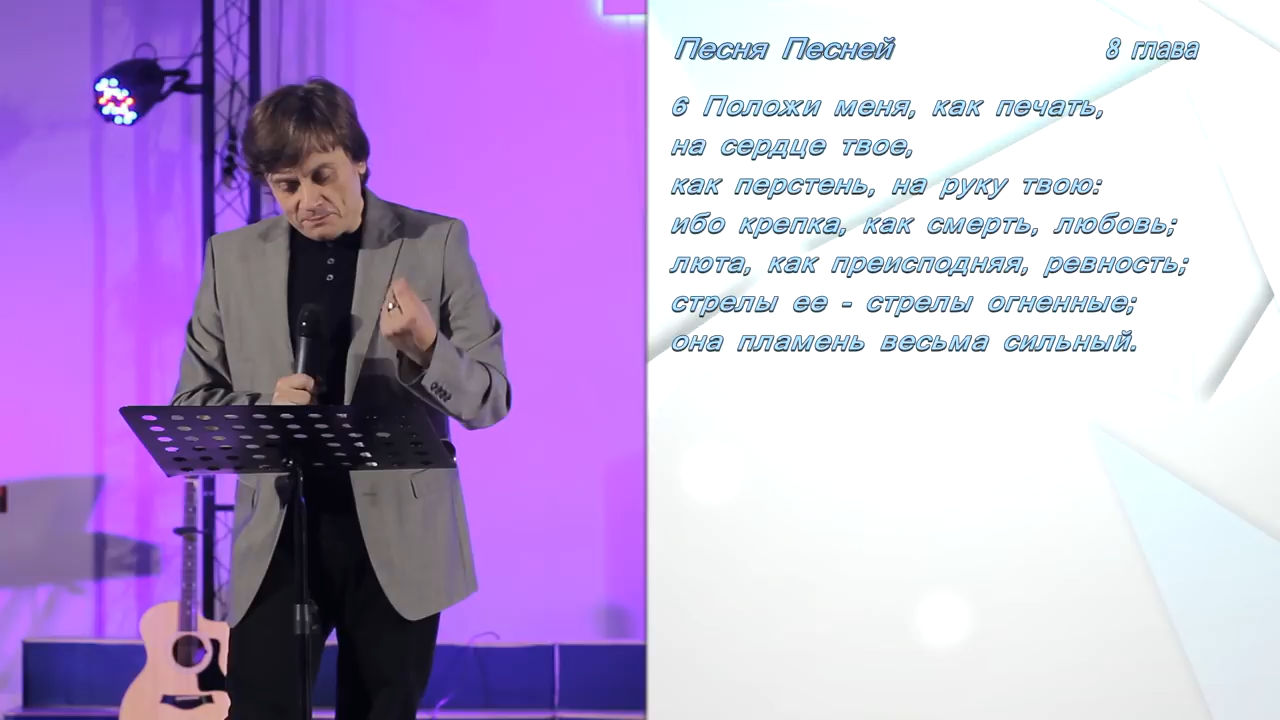 Песня Песней 8 глава
6 Положи меня, как печать,
на сердце твое,
как перстень, на руку твою:
ибо крепка, как смерть, любовь;
люта, как преисподняя, ревность;
стрелы ее - стрелы огненные;
она пламень весьма сильный.